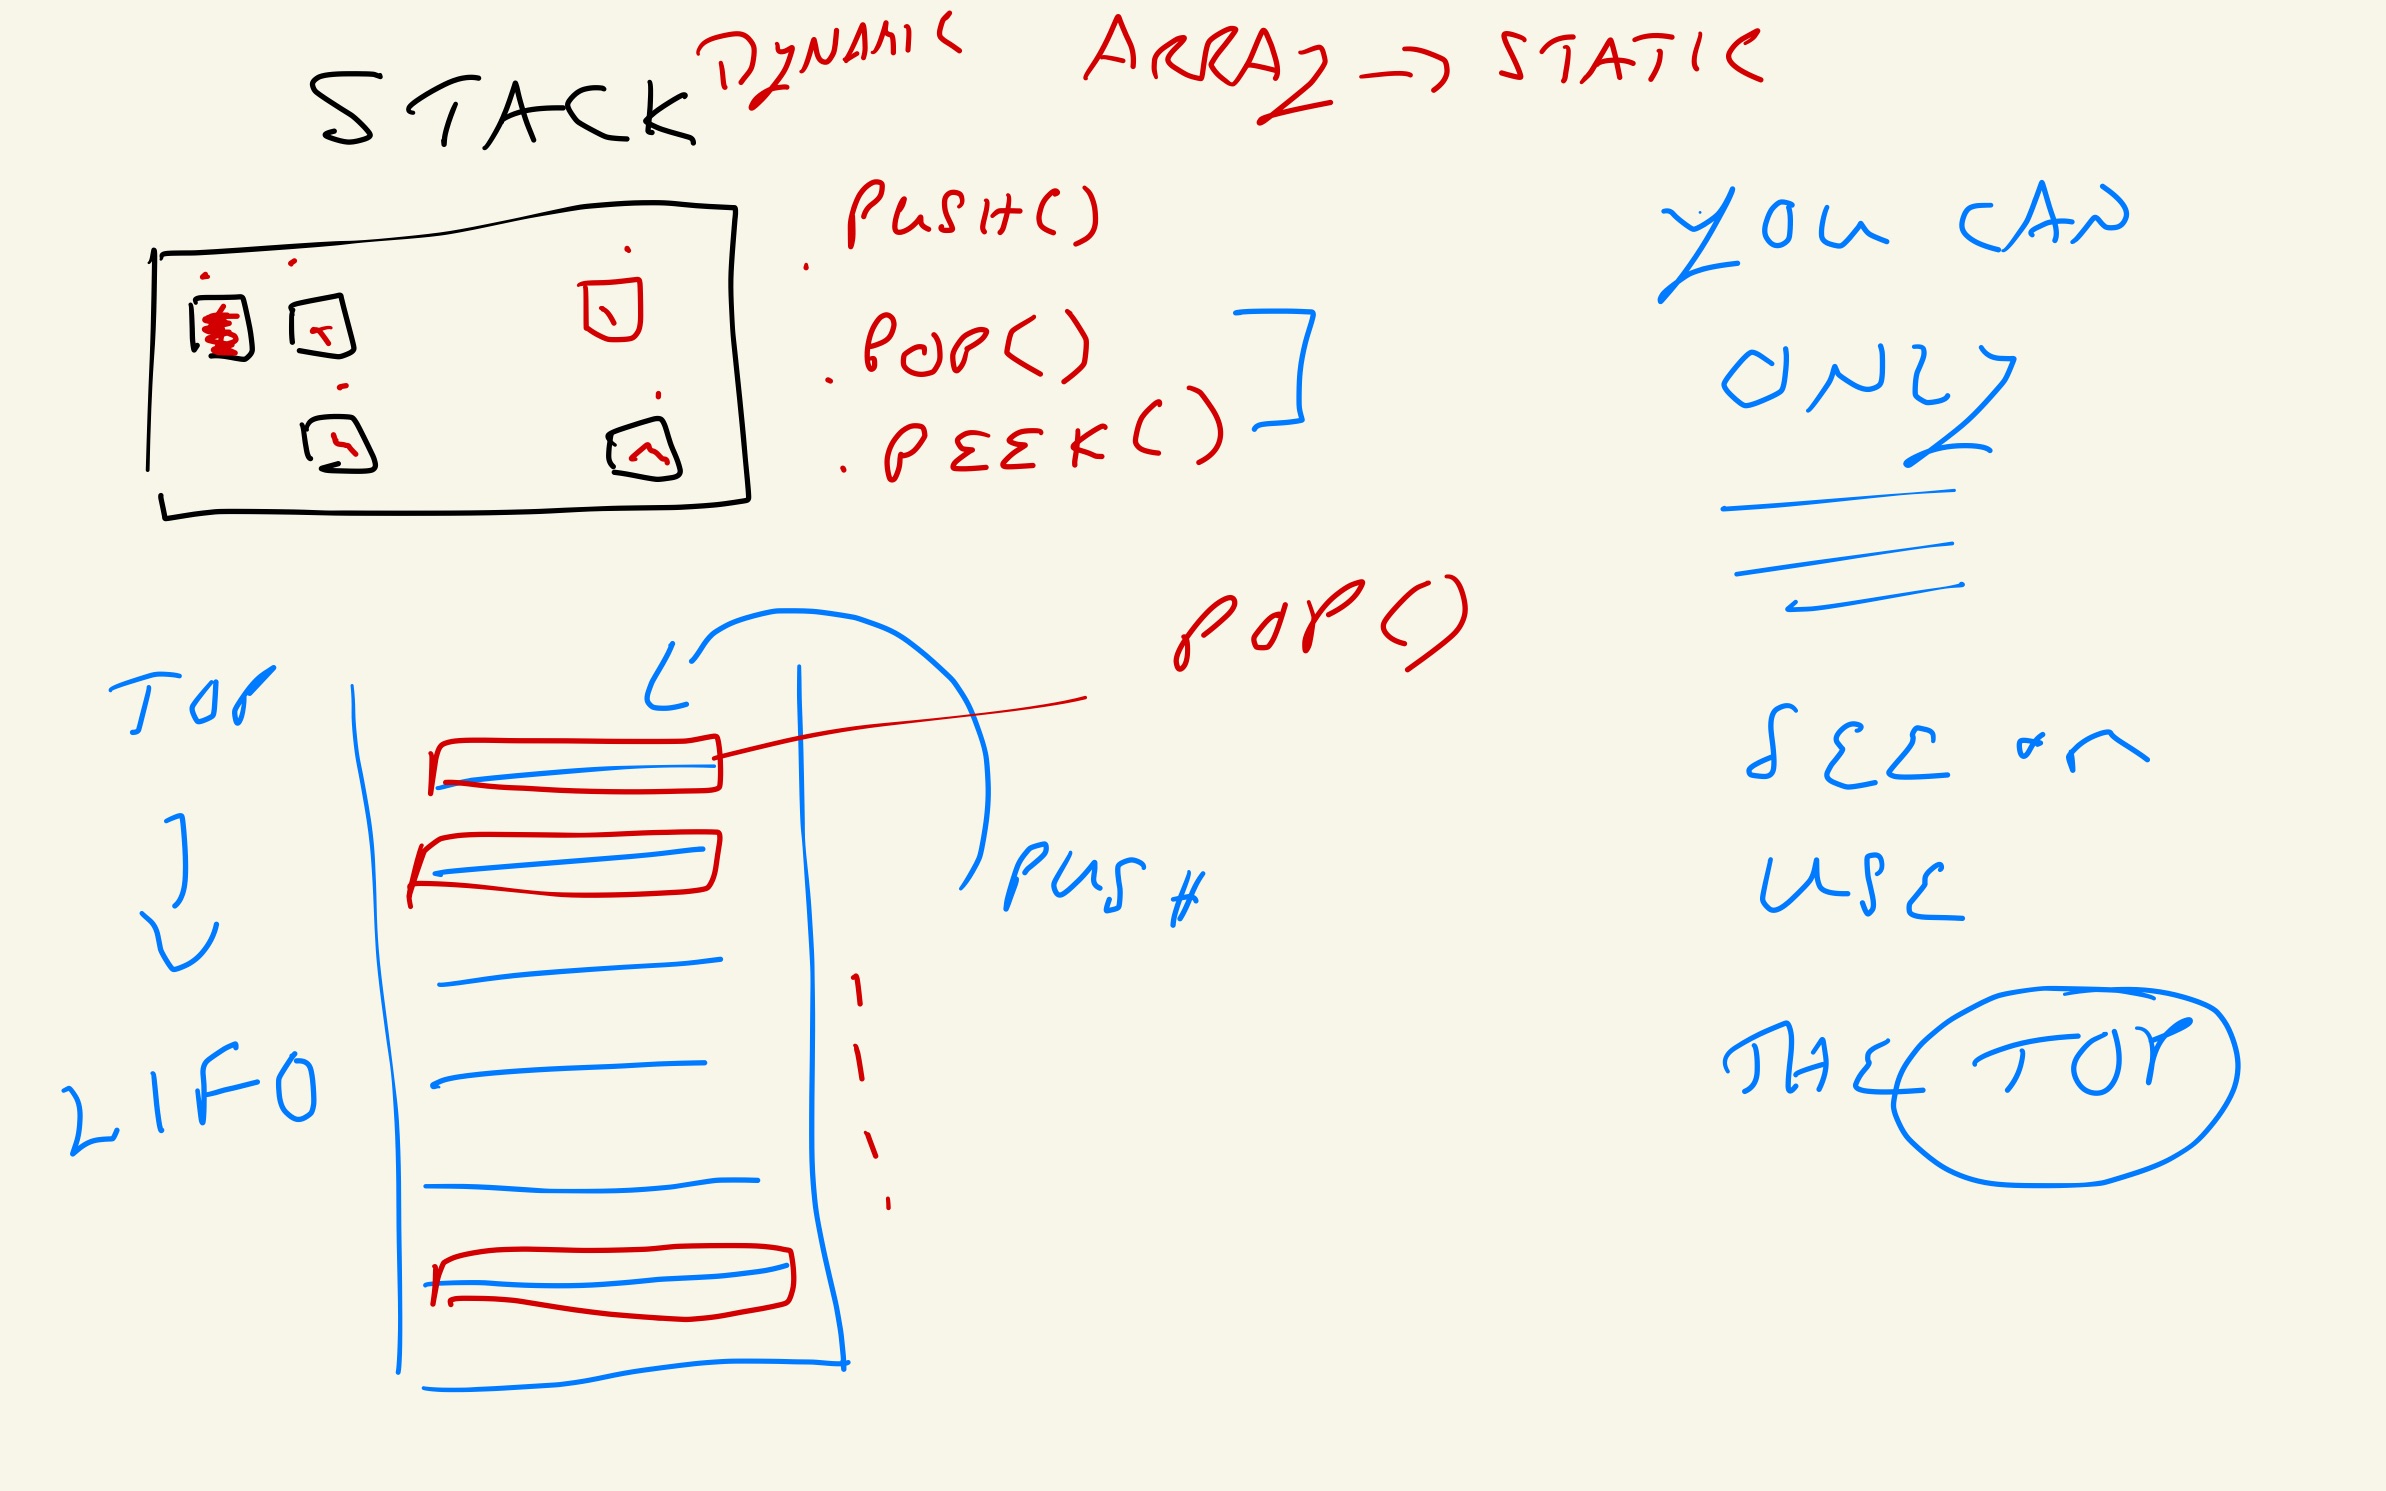 STACK DYNAMIC ARRAY → STATIC
PUSH()
POP()
PEEK()
YOU CAN
ONLY
SEE or
USE
THE TOP
POP()
TOP
PUSH
LIFO